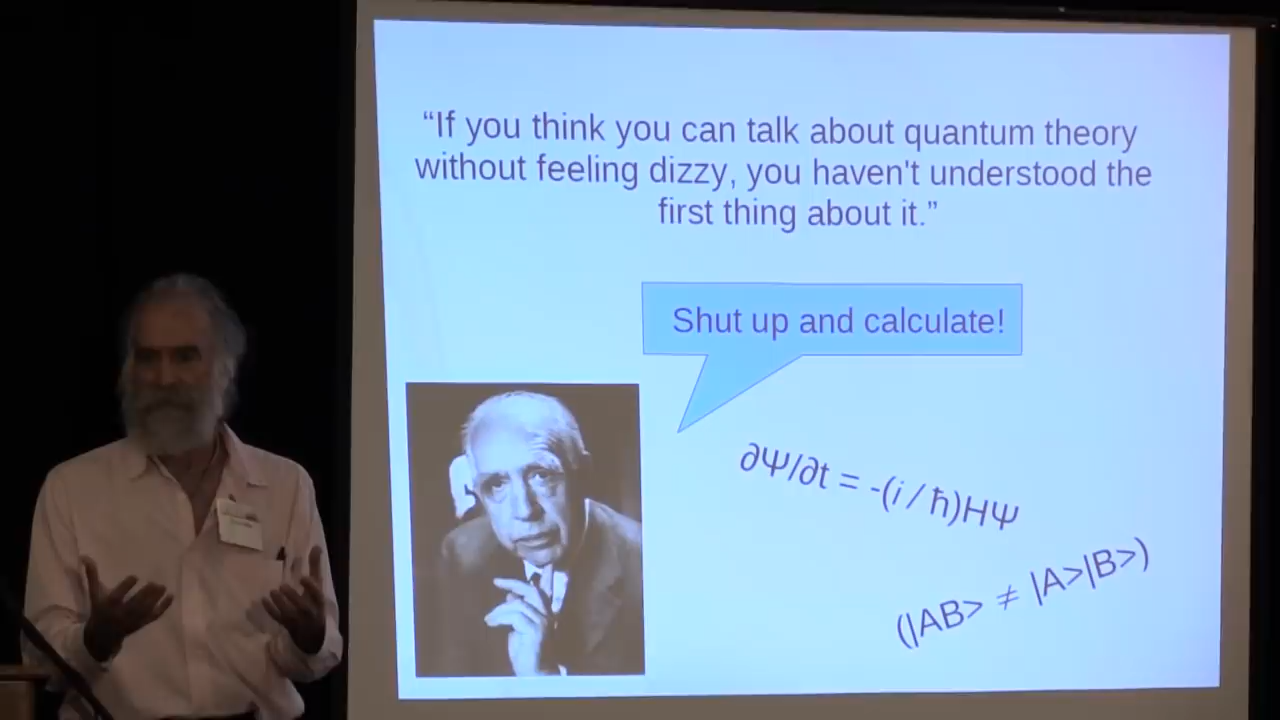 “If you think you can talk about quantum theory
without feeling dizzy, you haven't understood the
first thing about it.”
Shut up and calculate!
∂Ψ/∂t = -(i / ħ)HΨ
(|AB> ≠ |A>|B>)